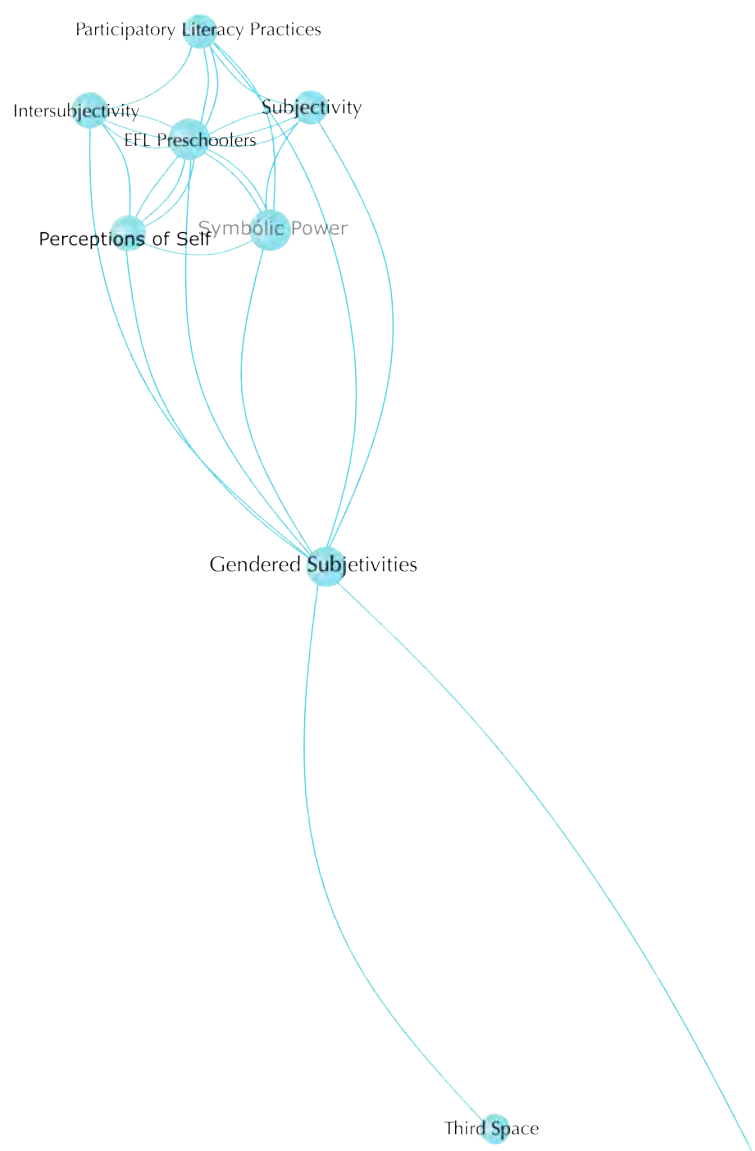 Participatory Literacy Practices
Intersubjectivity
Subjectivity
EFL Preschoolers
Symbolic Power
Perceptions of Self
Gendered Subjetivities
Third Space